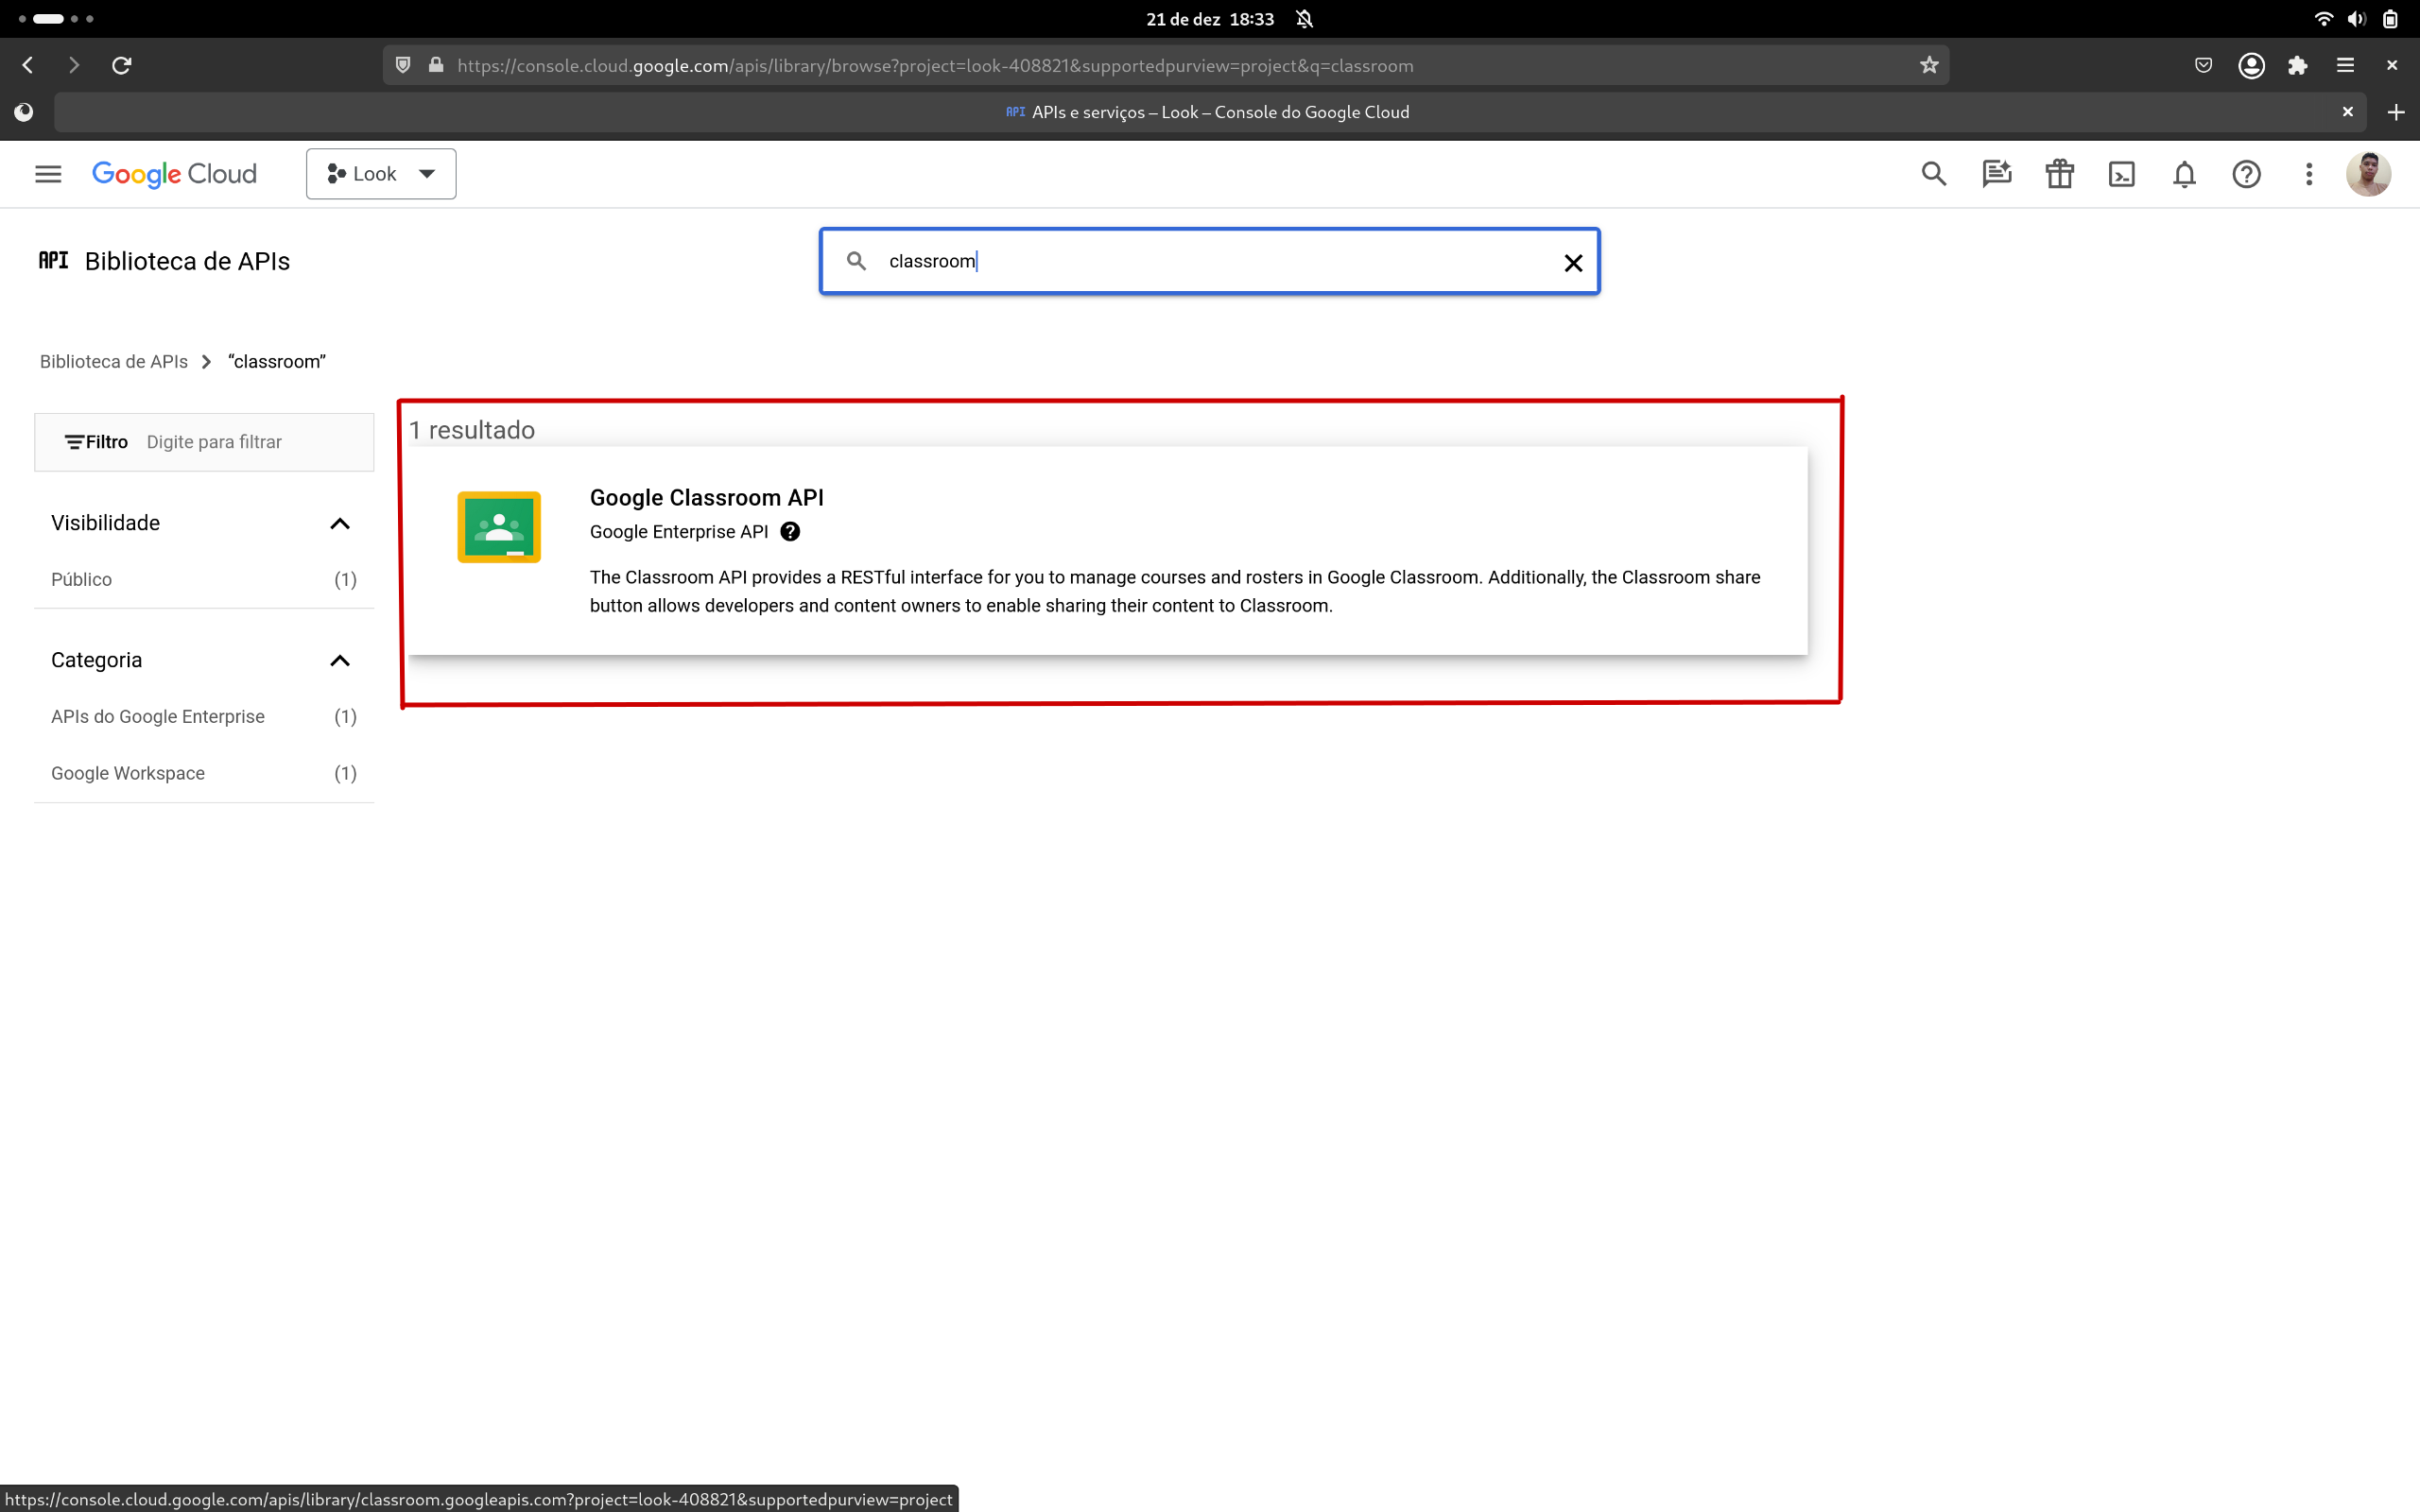 21 de dez 18:33
https://console.cloud.google.com/apis/library/browse?project=look-408821&supportedpurview=project&q=classroom
API APIs e serviços – Look – Console do Google Cloud
Google Cloud
Look
API Biblioteca de APIs
classroom
Biblioteca de APIs
“classroom”
Filtro Digite para filtrar
Visibilidade
Público (1)
Categoria
APIs do Google Enterprise (1)
Google Workspace (1)
1 resultado
Google Classroom API
Google Enterprise API
The Classroom API provides a RESTful interface for you to manage courses and rosters in Google Classroom. Additionally, the Classroom share
button allows developers and content owners to enable sharing their content to Classroom.
https://console.cloud.google.com/apis/library/classroom.googleapis.com?project=look-408821&supportedpurview=project